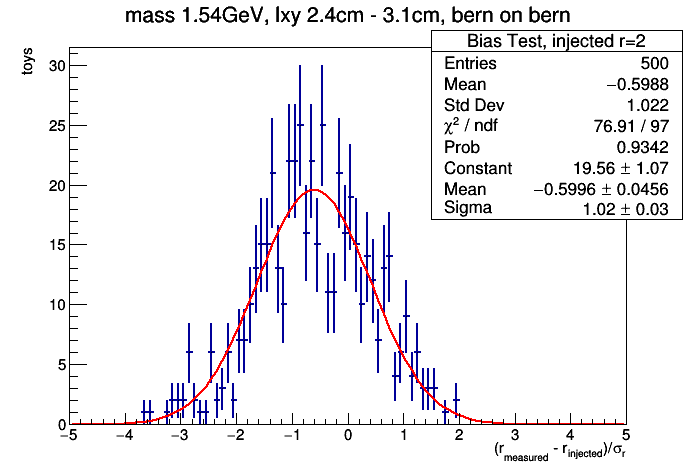 mass 1.54GeV, lxy 2.4cm - 3.1cm, bern on bern
Bias Test, injected r=2
Entries 500
Mean −0.5988
Std Dev 1.022
χ² / ndf 76.91 / 97
Prob 0.9342
Constant 19.56 ± 1.07
Mean −0.5996 ± 0.0456
Sigma 1.02 ± 0.03
toys
30
25
20
15
10
5
0
−5 −4 −3 −2 −1 0 1 2 3 4 5
(r_measured - r_injected)/σ_r